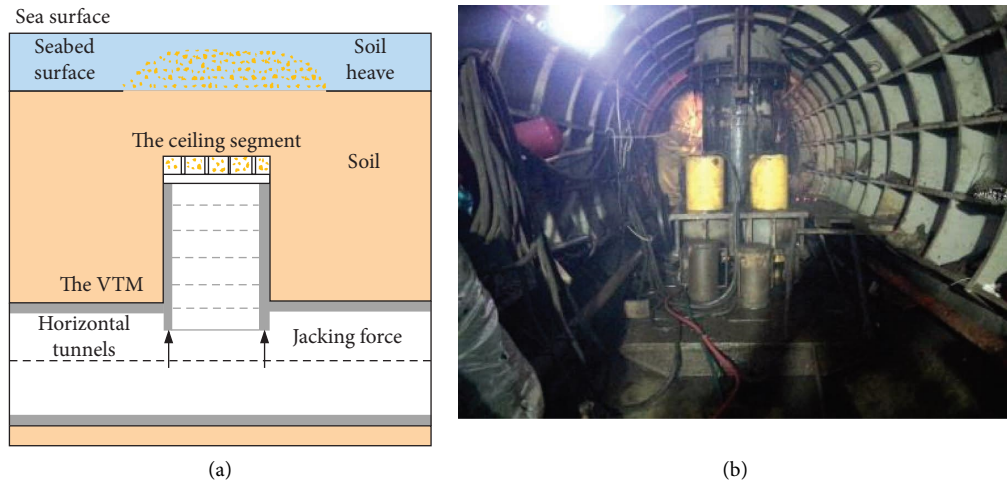 Sea surface
Seabed
surface
Soil
heave
The ceiling segment
Soil
The VTM
Horizontal
tunnels
Jacking force
(a)
(b)